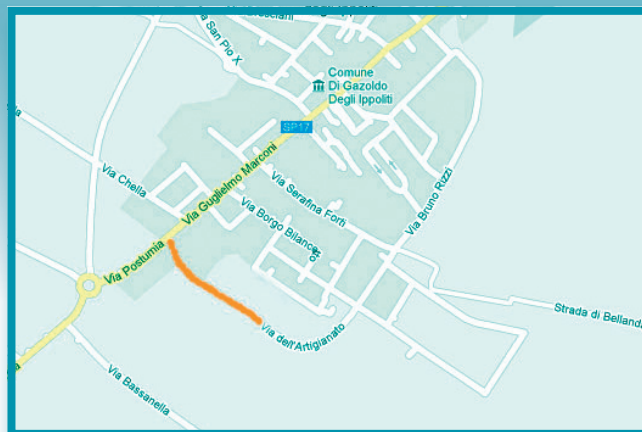 Via San Pio X
Comune
Di Gazoldo
Degli Ippoliti
SP17
Via Guglielmo Marconi
Via Chella
Via Serafina Forti
Via Bruno Rizzi
Via Borgo Bilance
Via Postumia
Strada di Bellanda
Via dell'Artigianato
Via Bassanella